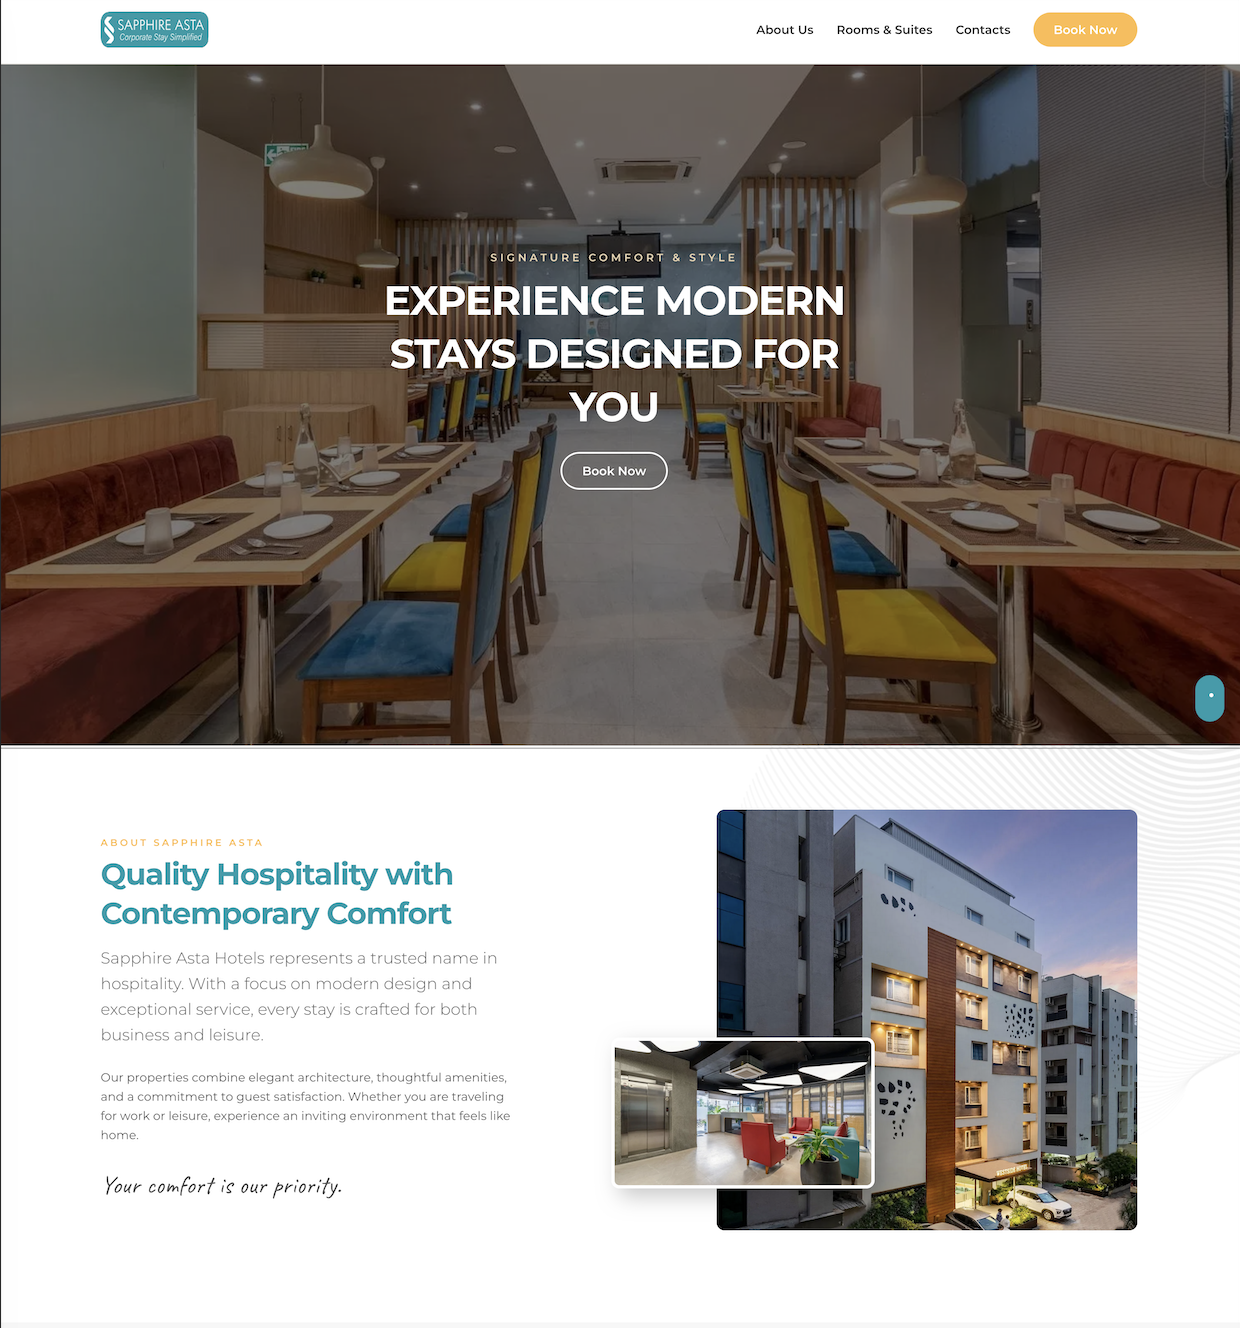 SAPPHIRE ASTA
Corporate Stay Simplified
About Us
Rooms & Suites
Contacts
Book Now
SIGNATURE COMFORT & STYLE
EXPERIENCE MODERN
STAYS DESIGNED FOR
YOU
Book Now
ABOUT SAPPHIRE ASTA
Quality Hospitality with
Contemporary Comfort
Sapphire Asta Hotels represents a trusted name in
hospitality. With a focus on modern design and
exceptional service, every stay is crafted for both
business and leisure.
Our properties combine elegant architecture, thoughtful amenities,
and a commitment to guest satisfaction. Whether you are traveling
for work or leisure, experience an inviting environment that feels like
home.
Your comfort is our priority.